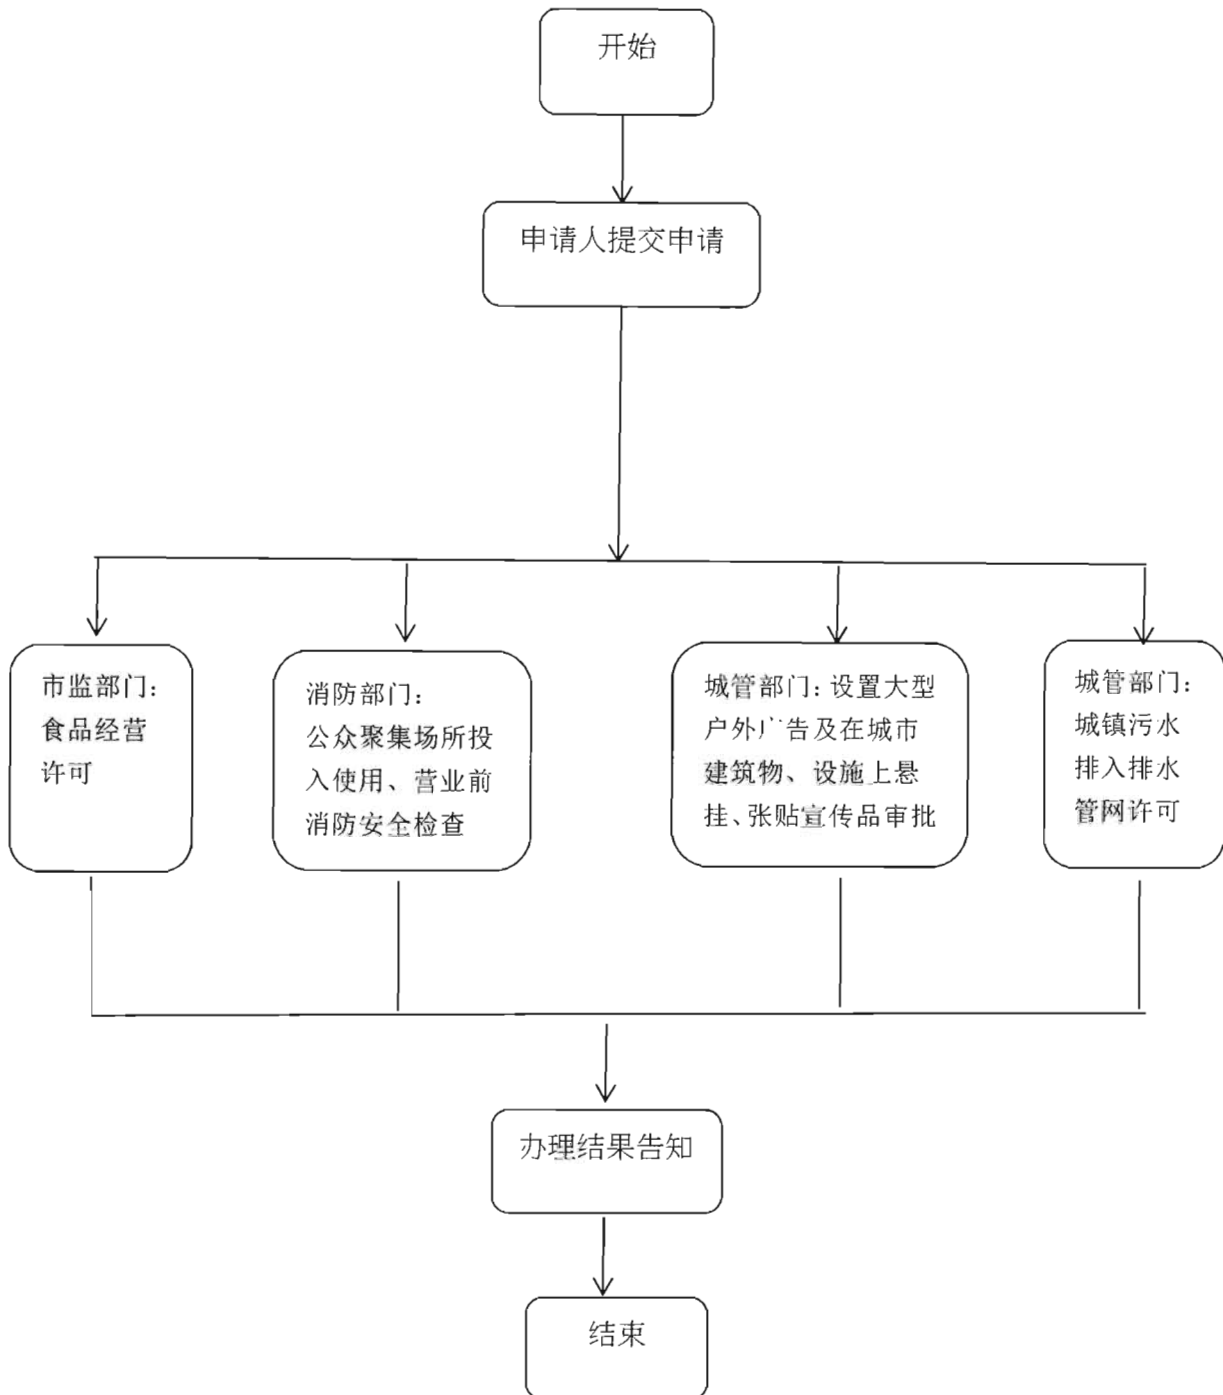 开始
申请人提交申请
市监部门：
食品经营
许可
消防部门：
公众聚集场所投
入使用、营业前
消防安全检查
城管部门：设置大型
户外广告及在城市
建筑物、设施上悬
挂、张贴宣传品审批
城管部门：
城镇污水
排入排水
管网许可
办理结果告知
结束